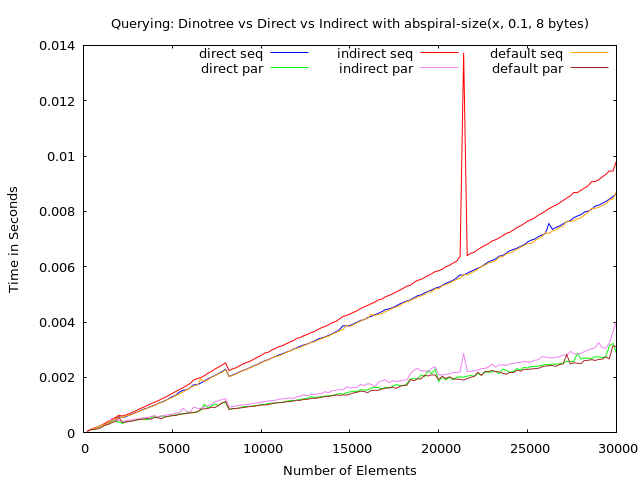 Querying: Dinotree vs Direct vs Indirect with abspiral-size(x, 0.1, 8 bytes)
direct seq indirect seq default seq
direct par indirect par default par
0.014
0.012
0.01
0.008
0.006
0.004
0.002
0
Time in Seconds
0 5000 10000 15000 20000 25000 30000
Number of Elements